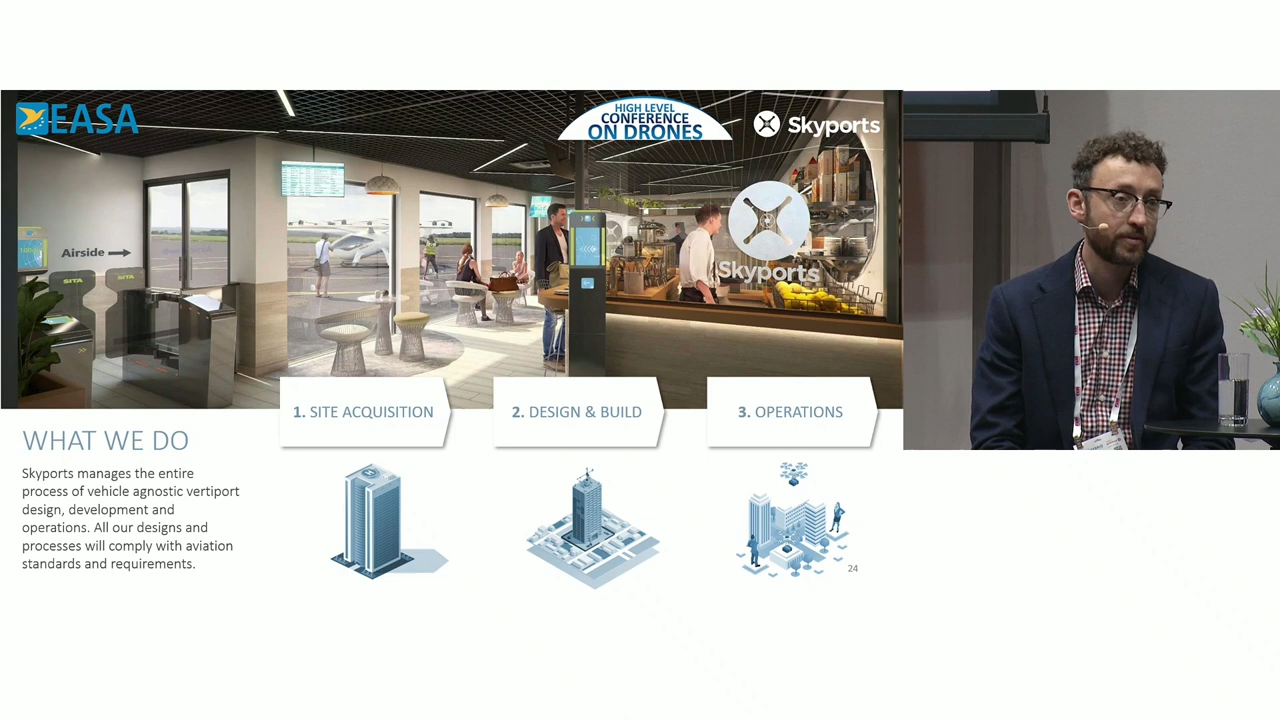 EASA
HIGH LEVEL
CONFERENCE
ON DRONES
Skyports
Airside
SITA
SITA
Skyports
1. SITE ACQUISITION
2. DESIGN & BUILD
3. OPERATIONS
WHAT WE DO
Skyports manages the entire
process of vehicle agnostic vertiport
design, development and
operations. All our designs and
processes will comply with aviation
standards and requirements.
H
24